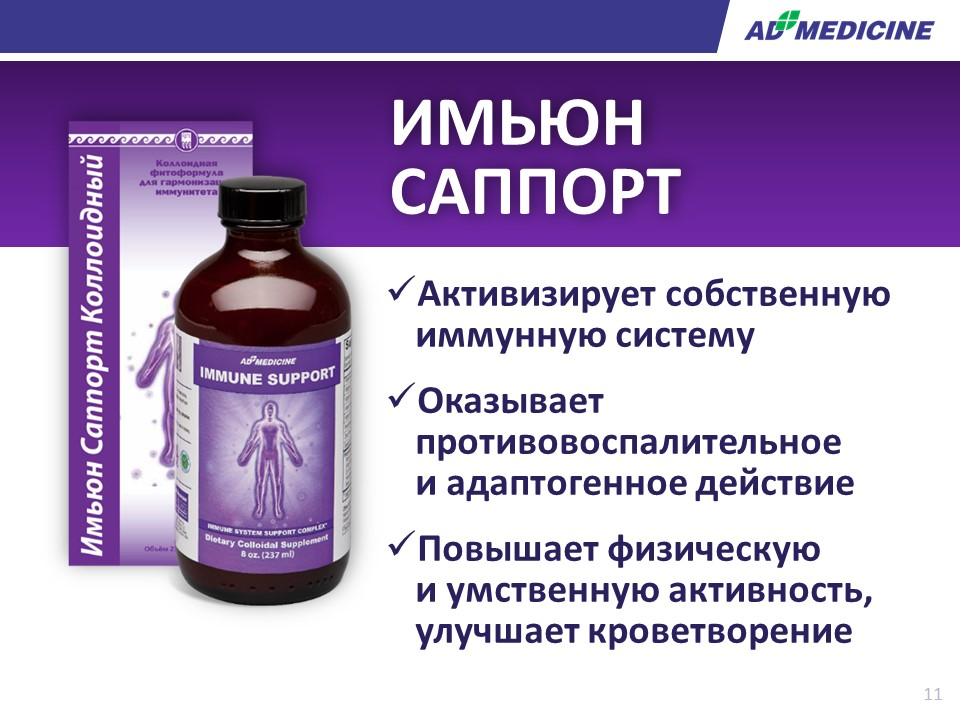 AD MEDICINE
ИМЬЮН
САППОРТ
Коллоидная
фитоформула
для гармонизац
иммунитета
Имьюн Саппорт Коллоидный
AD MEDICINE
IMMUNE SUPPORT
IMMUNE SYSTEM SUPPORT COMPLEX*
Dietary Colloidal Supplement
8 oz. (237 ml)
Объём 2
✓ Активизирует собственную
иммунную систему
✓ Оказывает
противовоспалительное
и адаптогенное действие
✓ Повышает физическую
и умственную активность,
улучшает кроветворение
11